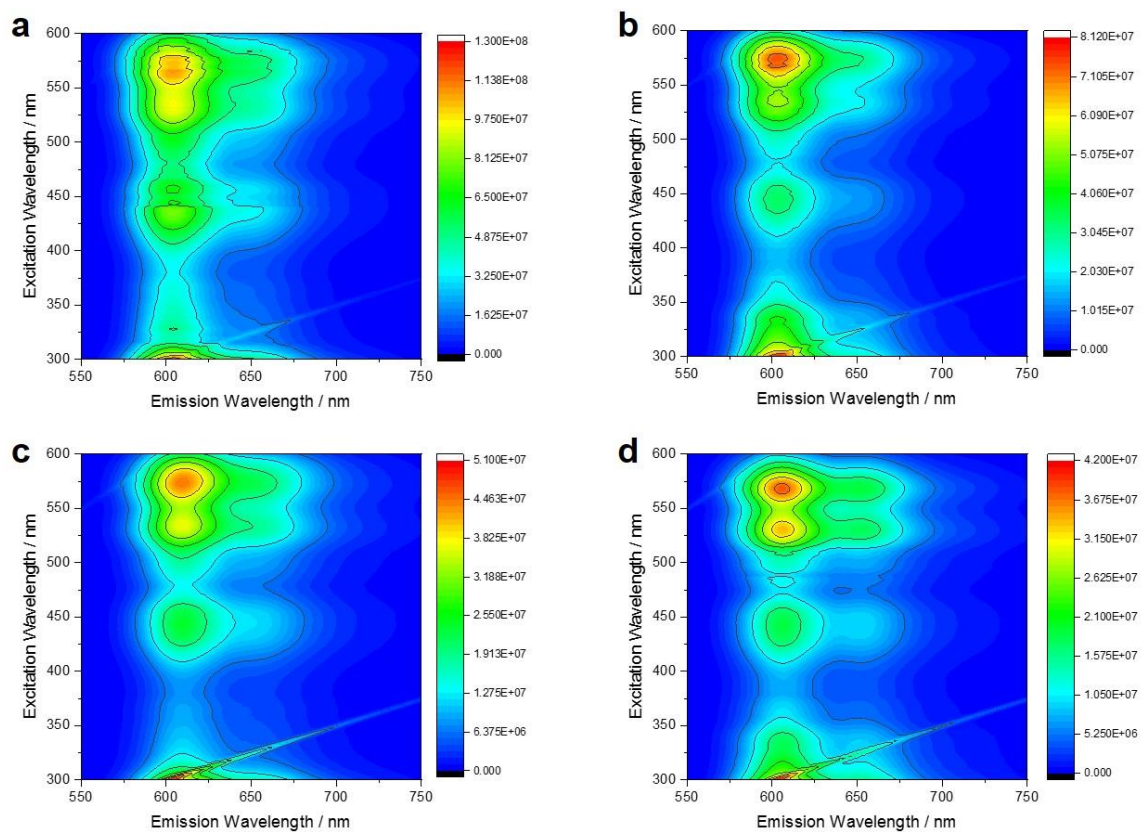 a
600
550
500
450
400
350
300
550
600
650
700
750
Excitation Wavelength / nm
Emission Wavelength / nm
1.300E+08
1.138E+08
9.750E+07
8.125E+07
6.500E+07
4.875E+07
3.250E+07
1.625E+07
0.000
b
600
550
500
450
400
350
300
550
600
650
700
750
Excitation Wavelength / nm
Emission Wavelength / nm
8.120E+07
7.105E+07
6.090E+07
5.075E+07
4.060E+07
3.045E+07
2.030E+07
1.015E+07
0.000
c
600
550
500
450
400
350
300
550
600
650
700
750
Excitation Wavelength / nm
Emission Wavelength / nm
5.100E+07
4.463E+07
3.825E+07
3.188E+07
2.550E+07
1.913E+07
1.275E+07
6.375E+06
0.000
d
600
550
500
450
400
350
300
550
600
650
700
750
Excitation Wavelength / nm
Emission Wavelength / nm
4.200E+07
3.675E+07
3.150E+07
2.625E+07
2.100E+07
1.575E+07
1.050E+07
5.250E+06
0.000